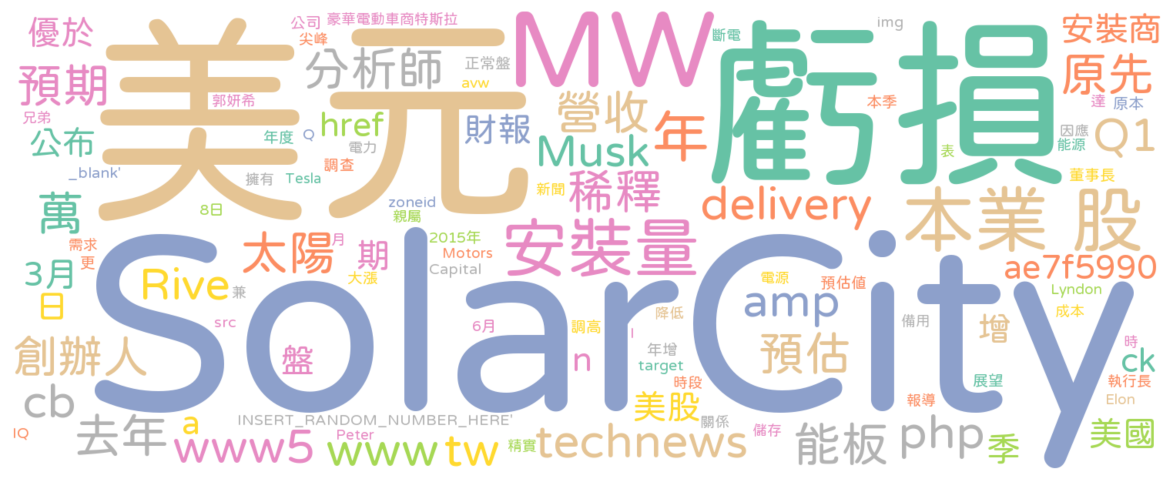 優於
公司
豪華電動車商特斯拉
尖峰
美元
MW
虧損
斷電
img
安裝商
預期
分析師
正常盤
avw
原先
郭妍希
兄弟
本季
達
原本
公布
年度
Q
href
財報
營收
年
因應
能源
Q1
電力
調查
Musk
表
_blank'
擁有
Tesla
新聞
稀釋
董事長
萬
8日
zoneid
親屬
delivery
本業
股
需求
更
太陽
月
期
2015年
Motors
Capital
安裝量
3月
Rive
兼
大漲
電源
預估值
ae7f5990
Lyndon
日
SolarCity
amp
成本
src
6月
調高
l
降低
備用
增
時
創辦人
盤
n
年增
target
預估
ck
時段
展望
執行長
cb
美股
報導
Elon
去年
a
INSERT_RANDOM_NUMBER_HERE'
關係
儲存
IQ
www5
Peter
www
tw
精實
technews
能板
php
季
美國